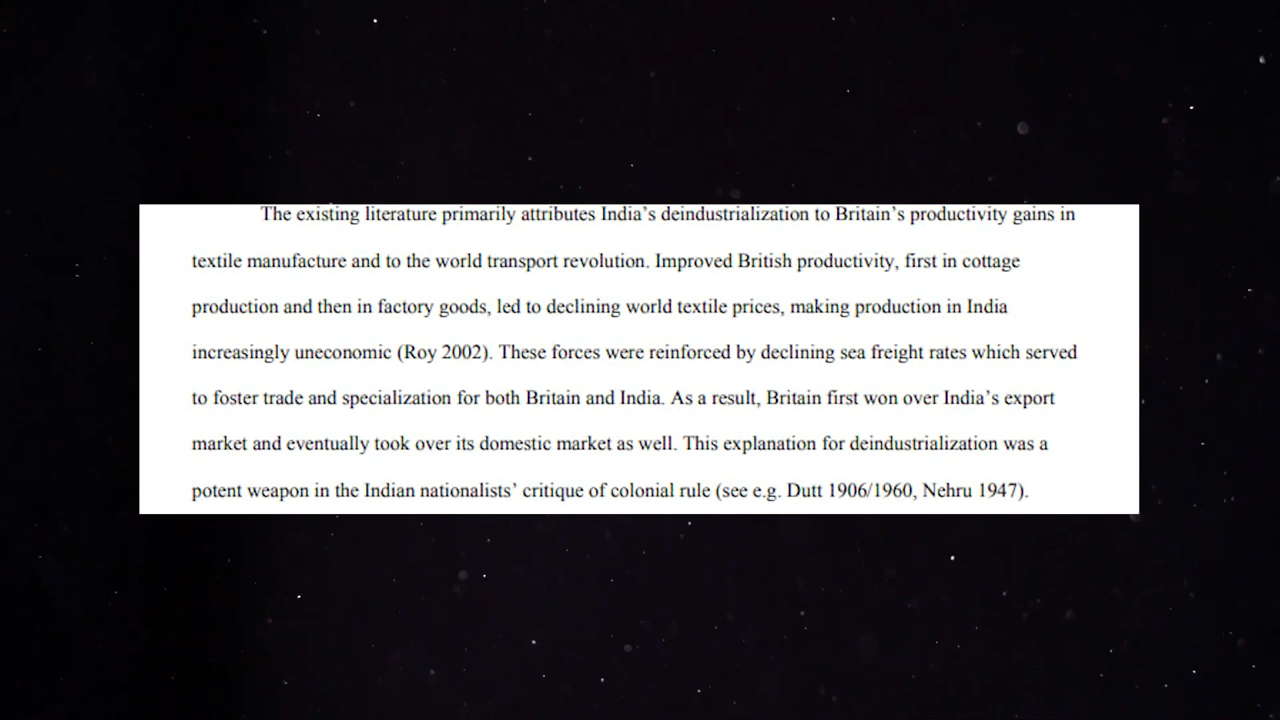 The existing literature primarily attributes India’s deindustrialization to Britain’s productivity gains in
textile manufacture and to the world transport revolution. Improved British productivity, first in cottage
production and then in factory goods, led to declining world textile prices, making production in India
increasingly uneconomic (Roy 2002). These forces were reinforced by declining sea freight rates which served
to foster trade and specialization for both Britain and India. As a result, Britain first won over India’s export
market and eventually took over its domestic market as well. This explanation for deindustrialization was a
potent weapon in the Indian nationalists’ critique of colonial rule (see e.g. Dutt 1906/1960, Nehru 1947).